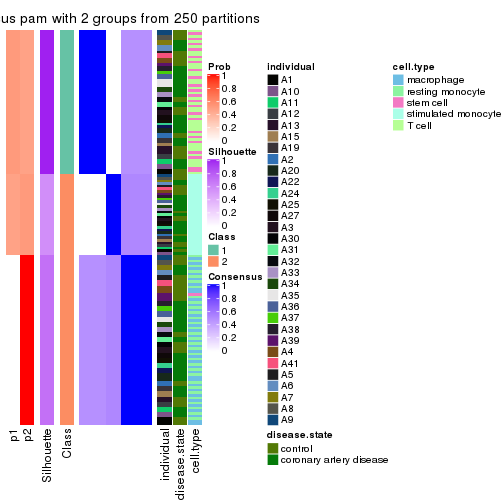 us pam with 2 groups from 250 partitions
Prob
1
0.8
0.6
0.4
0.2
0
Silhouette
1
0.8
0.6
0.4
0.2
0
Class
1
2
Consensus
1
0.8
0.6
0.4
0.2
0
individual
A1
A10
A11
A12
A13
A15
A19
A2
A20
A22
A24
A25
A27
A3
A30
A31
A32
A33
A34
A35
A36
A37
A38
A39
A4
A41
A5
A6
A7
A8
A9
disease.state
control
coronary artery disease
cell.type
macrophage
resting monocyte
stem cell
stimulated monocyte
T cell
p1
p2
Silhouette
Class
individual
disease.state
cell.type